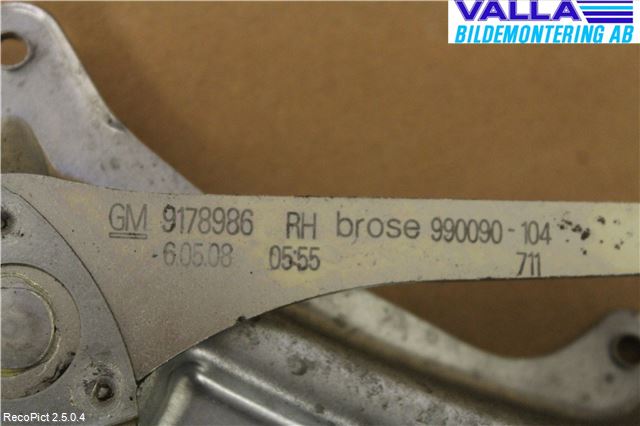 VALLA
BILDEMONTERING AB
GM 9178986 RH brose 990090-104
6.05.08 05:55 711
RecoPict 2.5.0.4